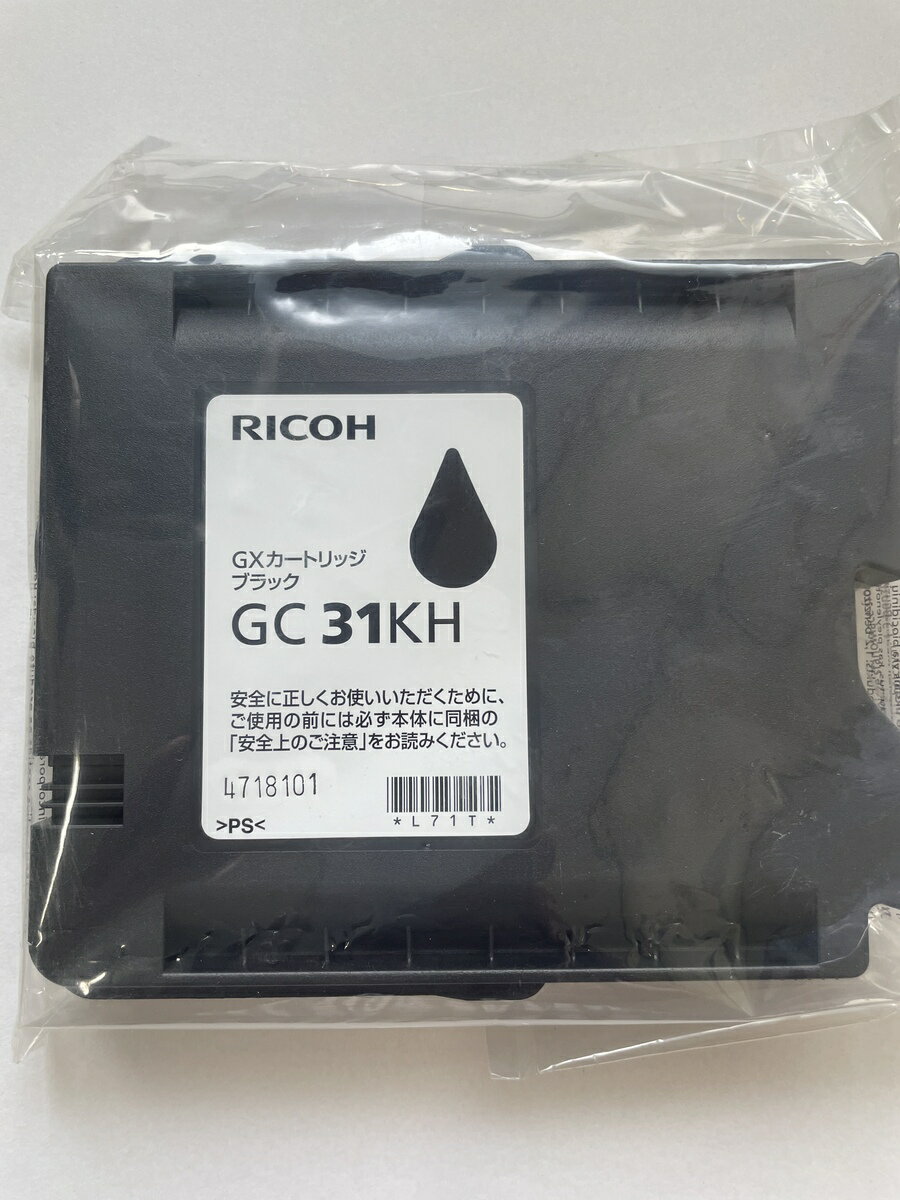 RICOH
GXカートリッジ
ブラック
GC 31KH
安全に正しくお使いいただくために、
ご使用の前には必ず本体に同梱の
「安全上のご注意」をお読みください。
4718101
*L71T*
>PS<